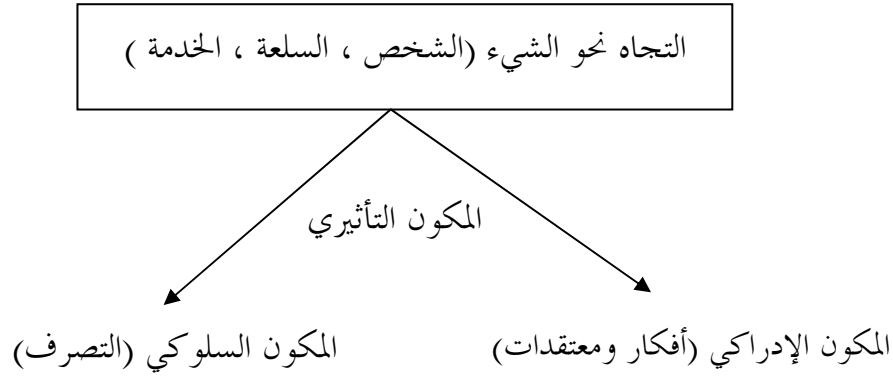 التجاه نحو الشيء (الشخص ، السلعة ، الخدمة )
المكون التأثيري
المكون الإدراكي (أفكار ومعتقدات)
المكون السلوكي (التصرف)